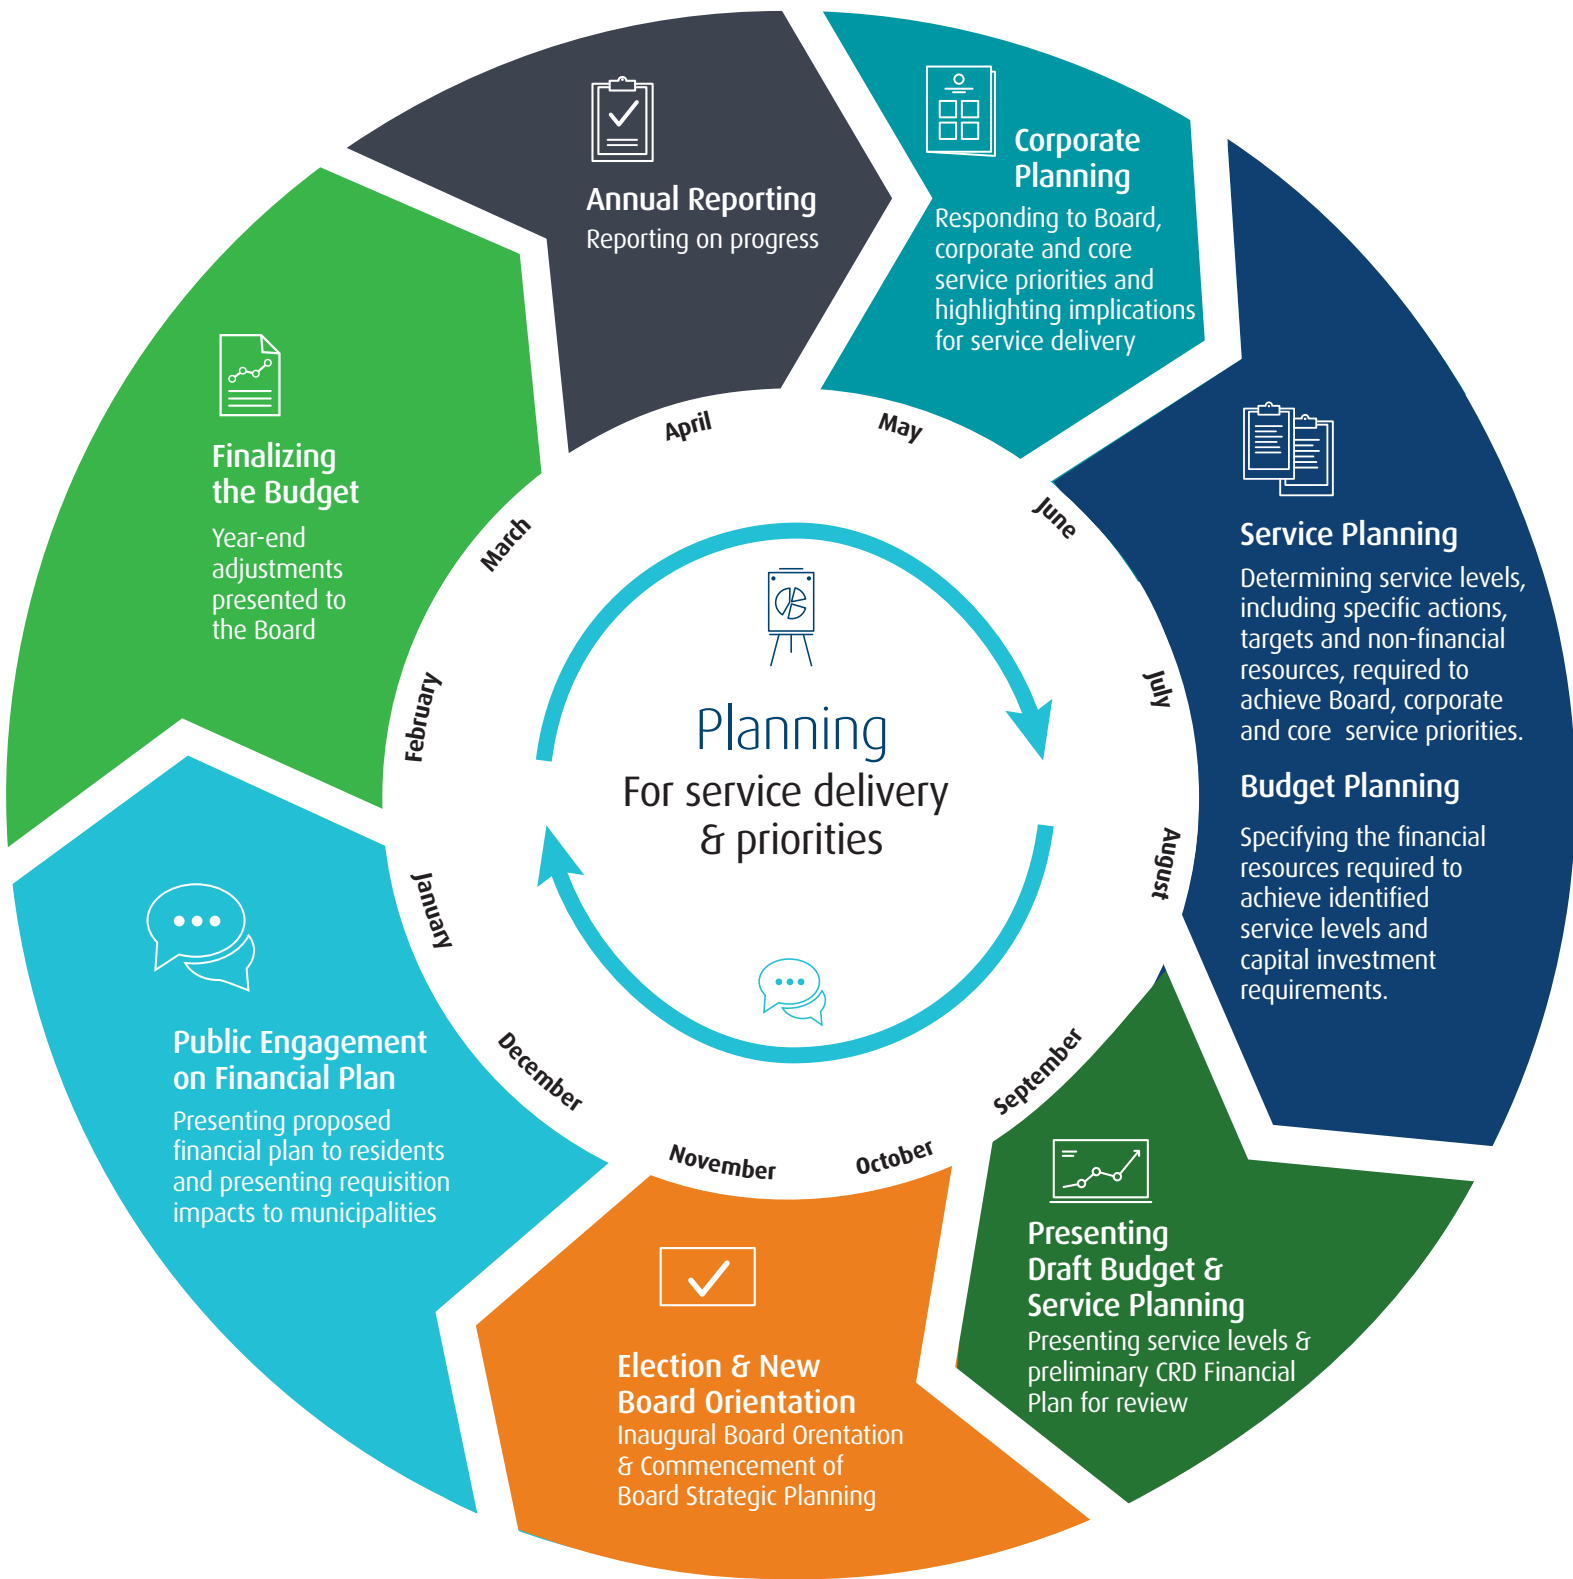 Annual Reporting
Reporting on progress
Corporate
Planning
Responding to Board,
corporate and core
service priorities and
highlighting implications
for service delivery
Service Planning
Determining service levels,
including specific actions,
targets and non-financial
resources, required to
achieve Board, corporate
and core service priorities.
Budget Planning
Specifying the financial
resources required to
achieve identified
service levels and
capital investment
requirements.
Presenting
Draft Budget &
Service Planning
Presenting service levels &
preliminary CRD Financial
Plan for review
Election & New
Board Orientation
Inaugural Board Orentation
& Commencement of
Board Strategic Planning
Public Engagement
on Financial Plan
Presenting proposed
financial plan to residents
and presenting requisition
impacts to municipalities
Finalizing
the Budget
Year-end
adjustments
presented to
the Board
April
May
June
July
August
September
October
November
December
January
February
March
Planning
For service delivery
& priorities